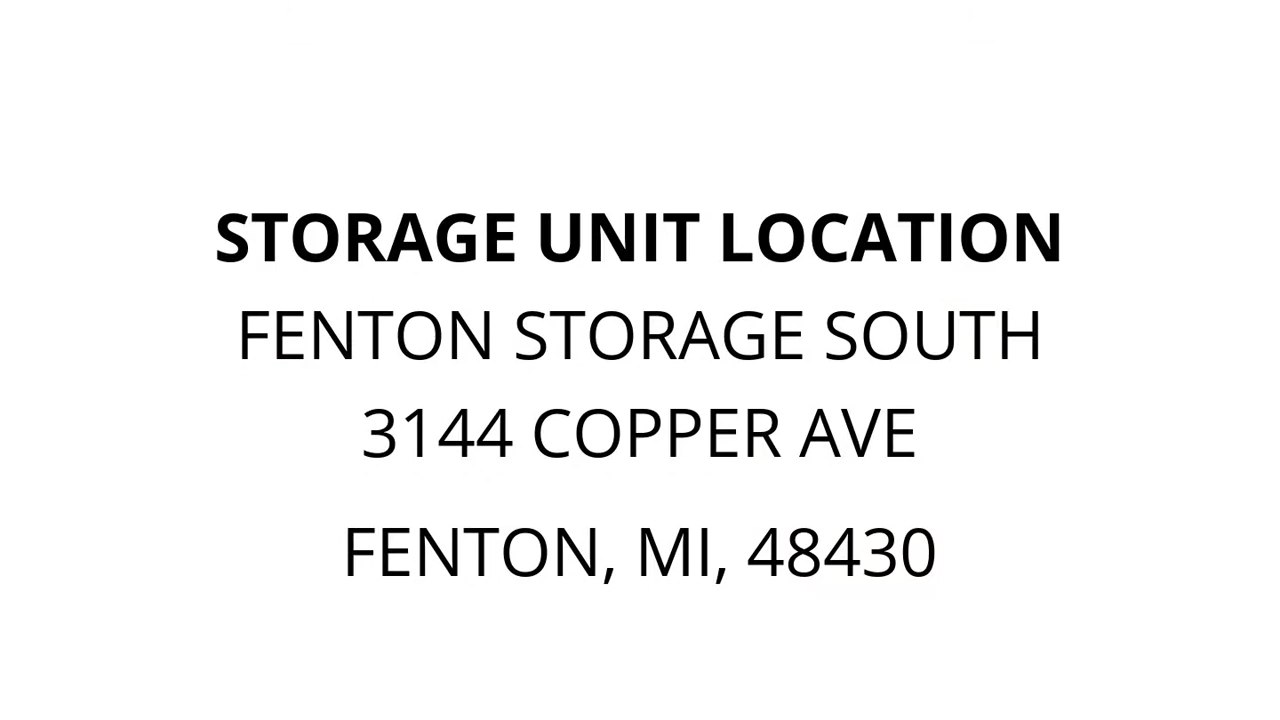 STORAGE UNIT LOCATION
FENTON STORAGE SOUTH
3144 COPPER AVE
FENTON, MI, 48430